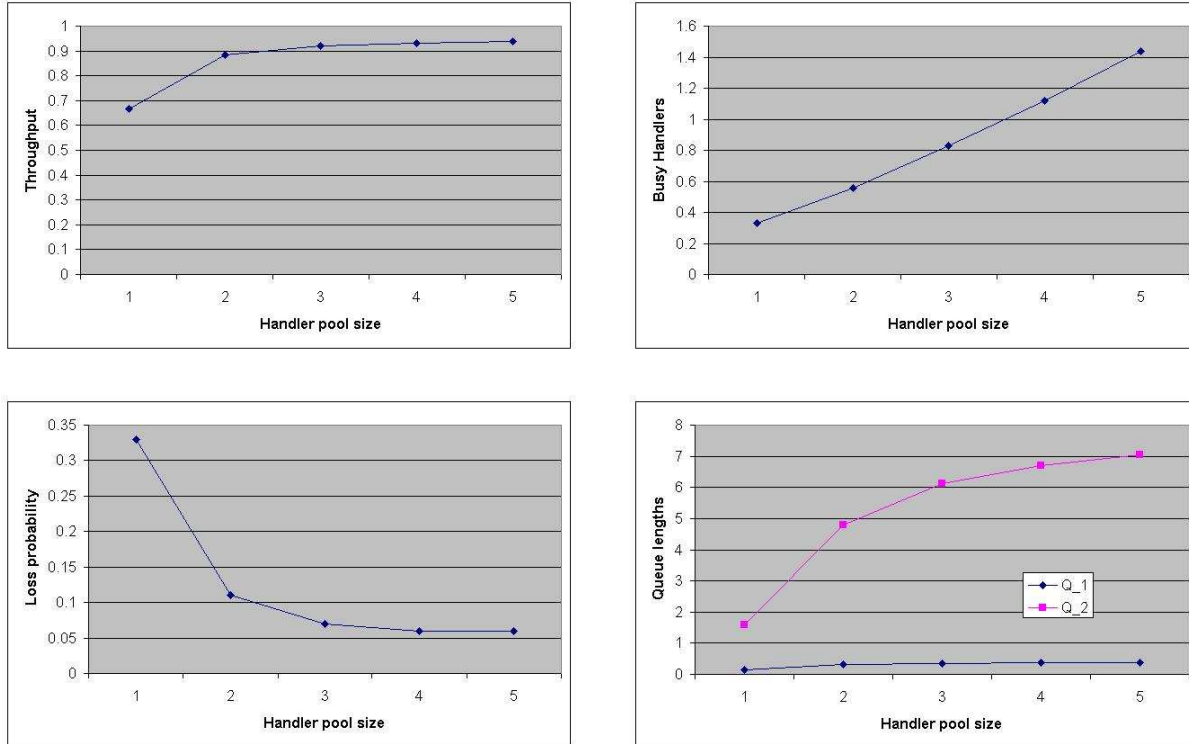 1
0.9
0.8
0.7
0.6
0.5
0.4
0.3
0.2
0.1
0
Throughput
1 2 3 4 5
Handler pool size
1.6
1.4
1.2
1
0.8
0.6
0.4
0.2
0
Busy Handlers
1 2 3 4 5
Handler pool size
0.35
0.3
0.25
0.2
0.15
0.1
0.05
0
Loss probability
1 2 3 4 5
Handler pool size
8
7
6
5
4
3
2
1
0
Queue lengths
Q_1
Q_2
1 2 3 4 5
Handler pool size